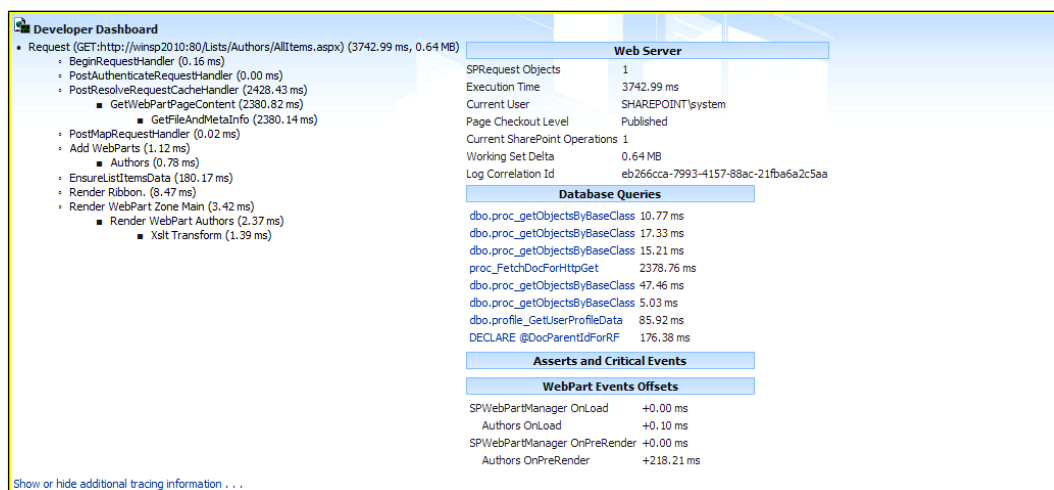 Developer Dashboard
Request (GET:http://winsp2010:80/Lists/Authors/AllItems.aspx) (3742.99 ms, 0.64 MB)
BeginRequestHandler (0.16 ms)
PostAuthenticateRequestHandler (0.00 ms)
PostResolveRequestCacheHandler (2428.43 ms)
GetWebPartPageContent (2380.82 ms)
GetFileAndMetaInfo (2380.14 ms)
PostMapRequestHandler (0.02 ms)
Add WebParts (1.12 ms)
Authors (0.78 ms)
EnsureListItemsData (180.17 ms)
Render Ribbon. (8.47 ms)
Render WebPart Zone Main (3.42 ms)
Render WebPart Authors (2.37 ms)
Xslt Transform (1.39 ms)
Web Server
SPRequest Objects 1
Execution Time 3742.99 ms
Current User SHAREPOINT\system
Page Checkout Level Published
Current SharePoint Operations 1
Working Set Delta 0.64 MB
Log Correlation Id eb266cca-7993-4157-88ac-21fba6a2c5aa
Database Queries
dbo.proc_getObjectsByBaseClass 10.77 ms
dbo.proc_getObjectsByBaseClass 17.33 ms
dbo.proc_getObjectsByBaseClass 15.21 ms
proc_FetchDocForHttpGet 2378.76 ms
dbo.proc_getObjectsByBaseClass 47.46 ms
dbo.proc_getObjectsByBaseClass 5.03 ms
dbo.profile_GetUserProfileData 85.92 ms
DECLARE @DocParentIdForRF 176.38 ms
Asserts and Critical Events
WebPart Events Offsets
SPWebPartManager OnLoad +0.00 ms
Authors OnLoad +0.10 ms
SPWebPartManager OnPreRender +0.00 ms
Authors OnPreRender +218.21 ms
Show or hide additional tracing information . . .